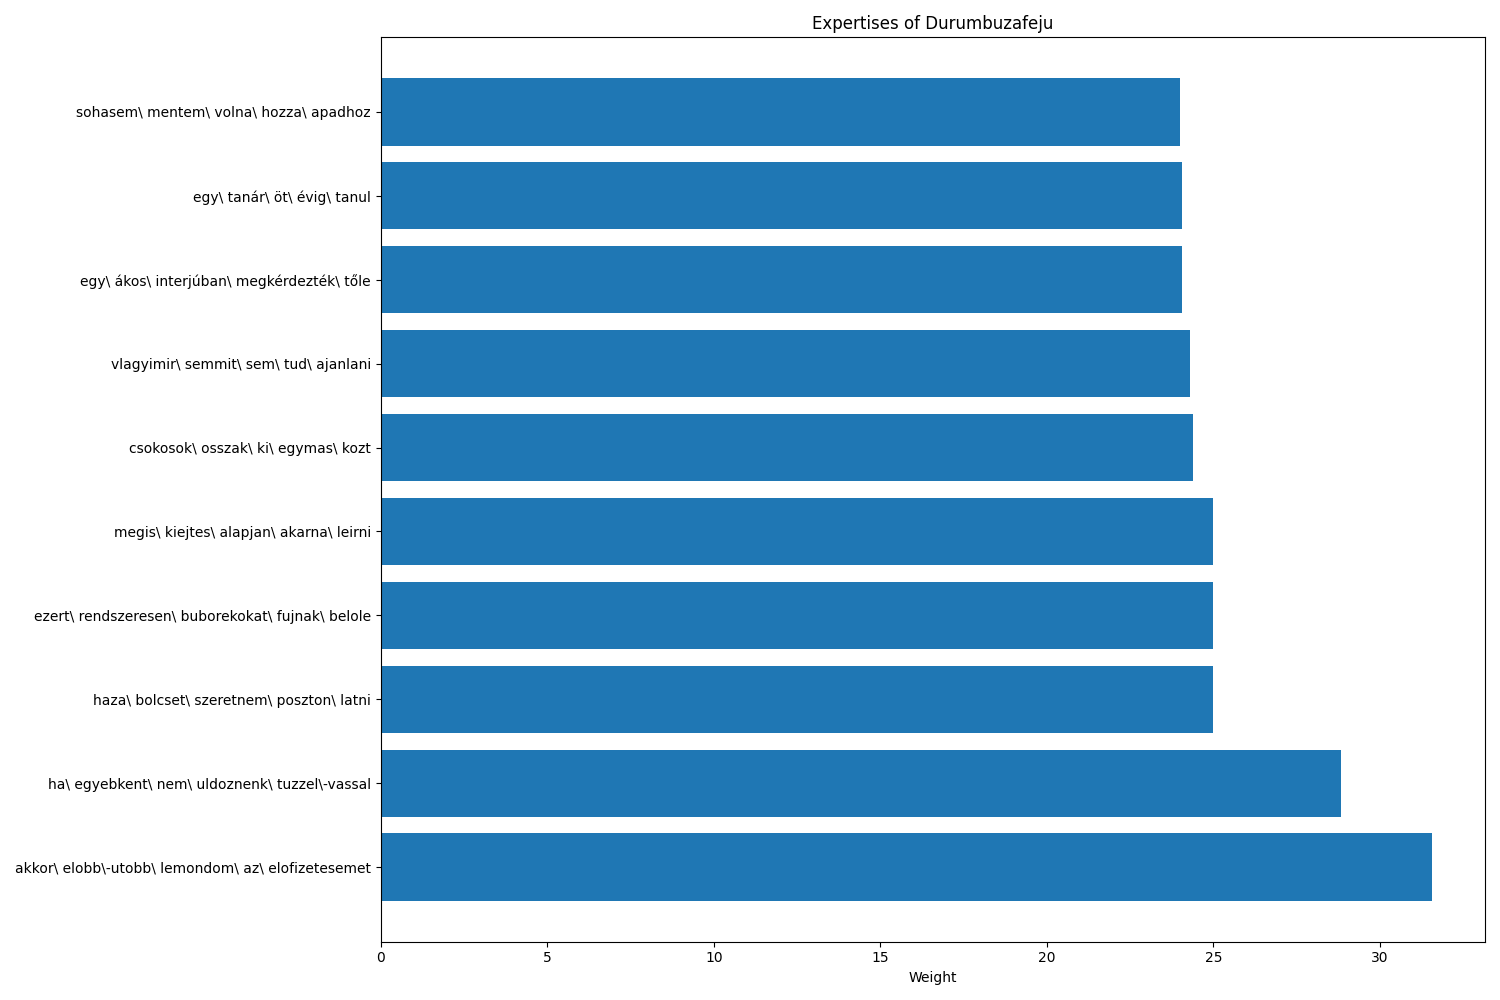 Expertises of Durumbuzafeju
sohasem\ mentem\ volna\ hozza\ apadhoz
egy\ tanár\ öt\ évig\ tanul
egy\ ákos\ interjúban\ megkérdezték\ tőle
vlagyimir\ semmit\ sem\ tud\ ajanlani
csokosok\ osszak\ ki\ egymas\ kozt
megis\ kiejtes\ alapjan\ akarna\ leirni
ezert\ rendszeresen\ buborekokat\ fujnak\ belole
haza\ bolcset\ szeretnem\ poszton\ latni
ha\ egyebkent\ nem\ uldoznenk\ tuzzel\-vassal
akkor\ elobb\-utobb\ lemondom\ az\ elofizetesemet
0 5 10 15 20 25 30
Weight